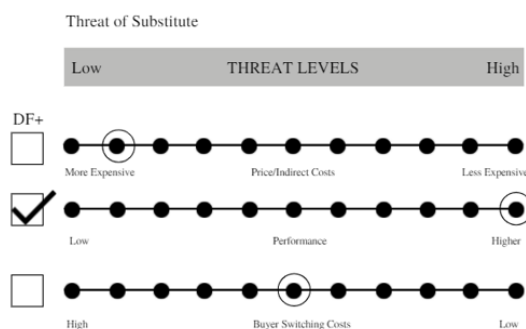 Threat of Substitute
Low THREAT LEVELS High
DF+
More Expensive Price/Indirect Costs Less Expensive
Low Performance Higher
High Buyer Switching Costs Low